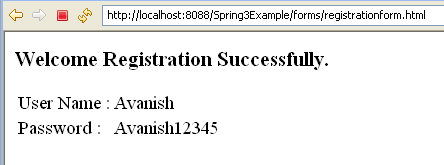 http://localhost:8088/Spring3Example/forms/registrationform.html
Welcome Registration Successfully.
User Name : Avanish
Password : Avanish12345